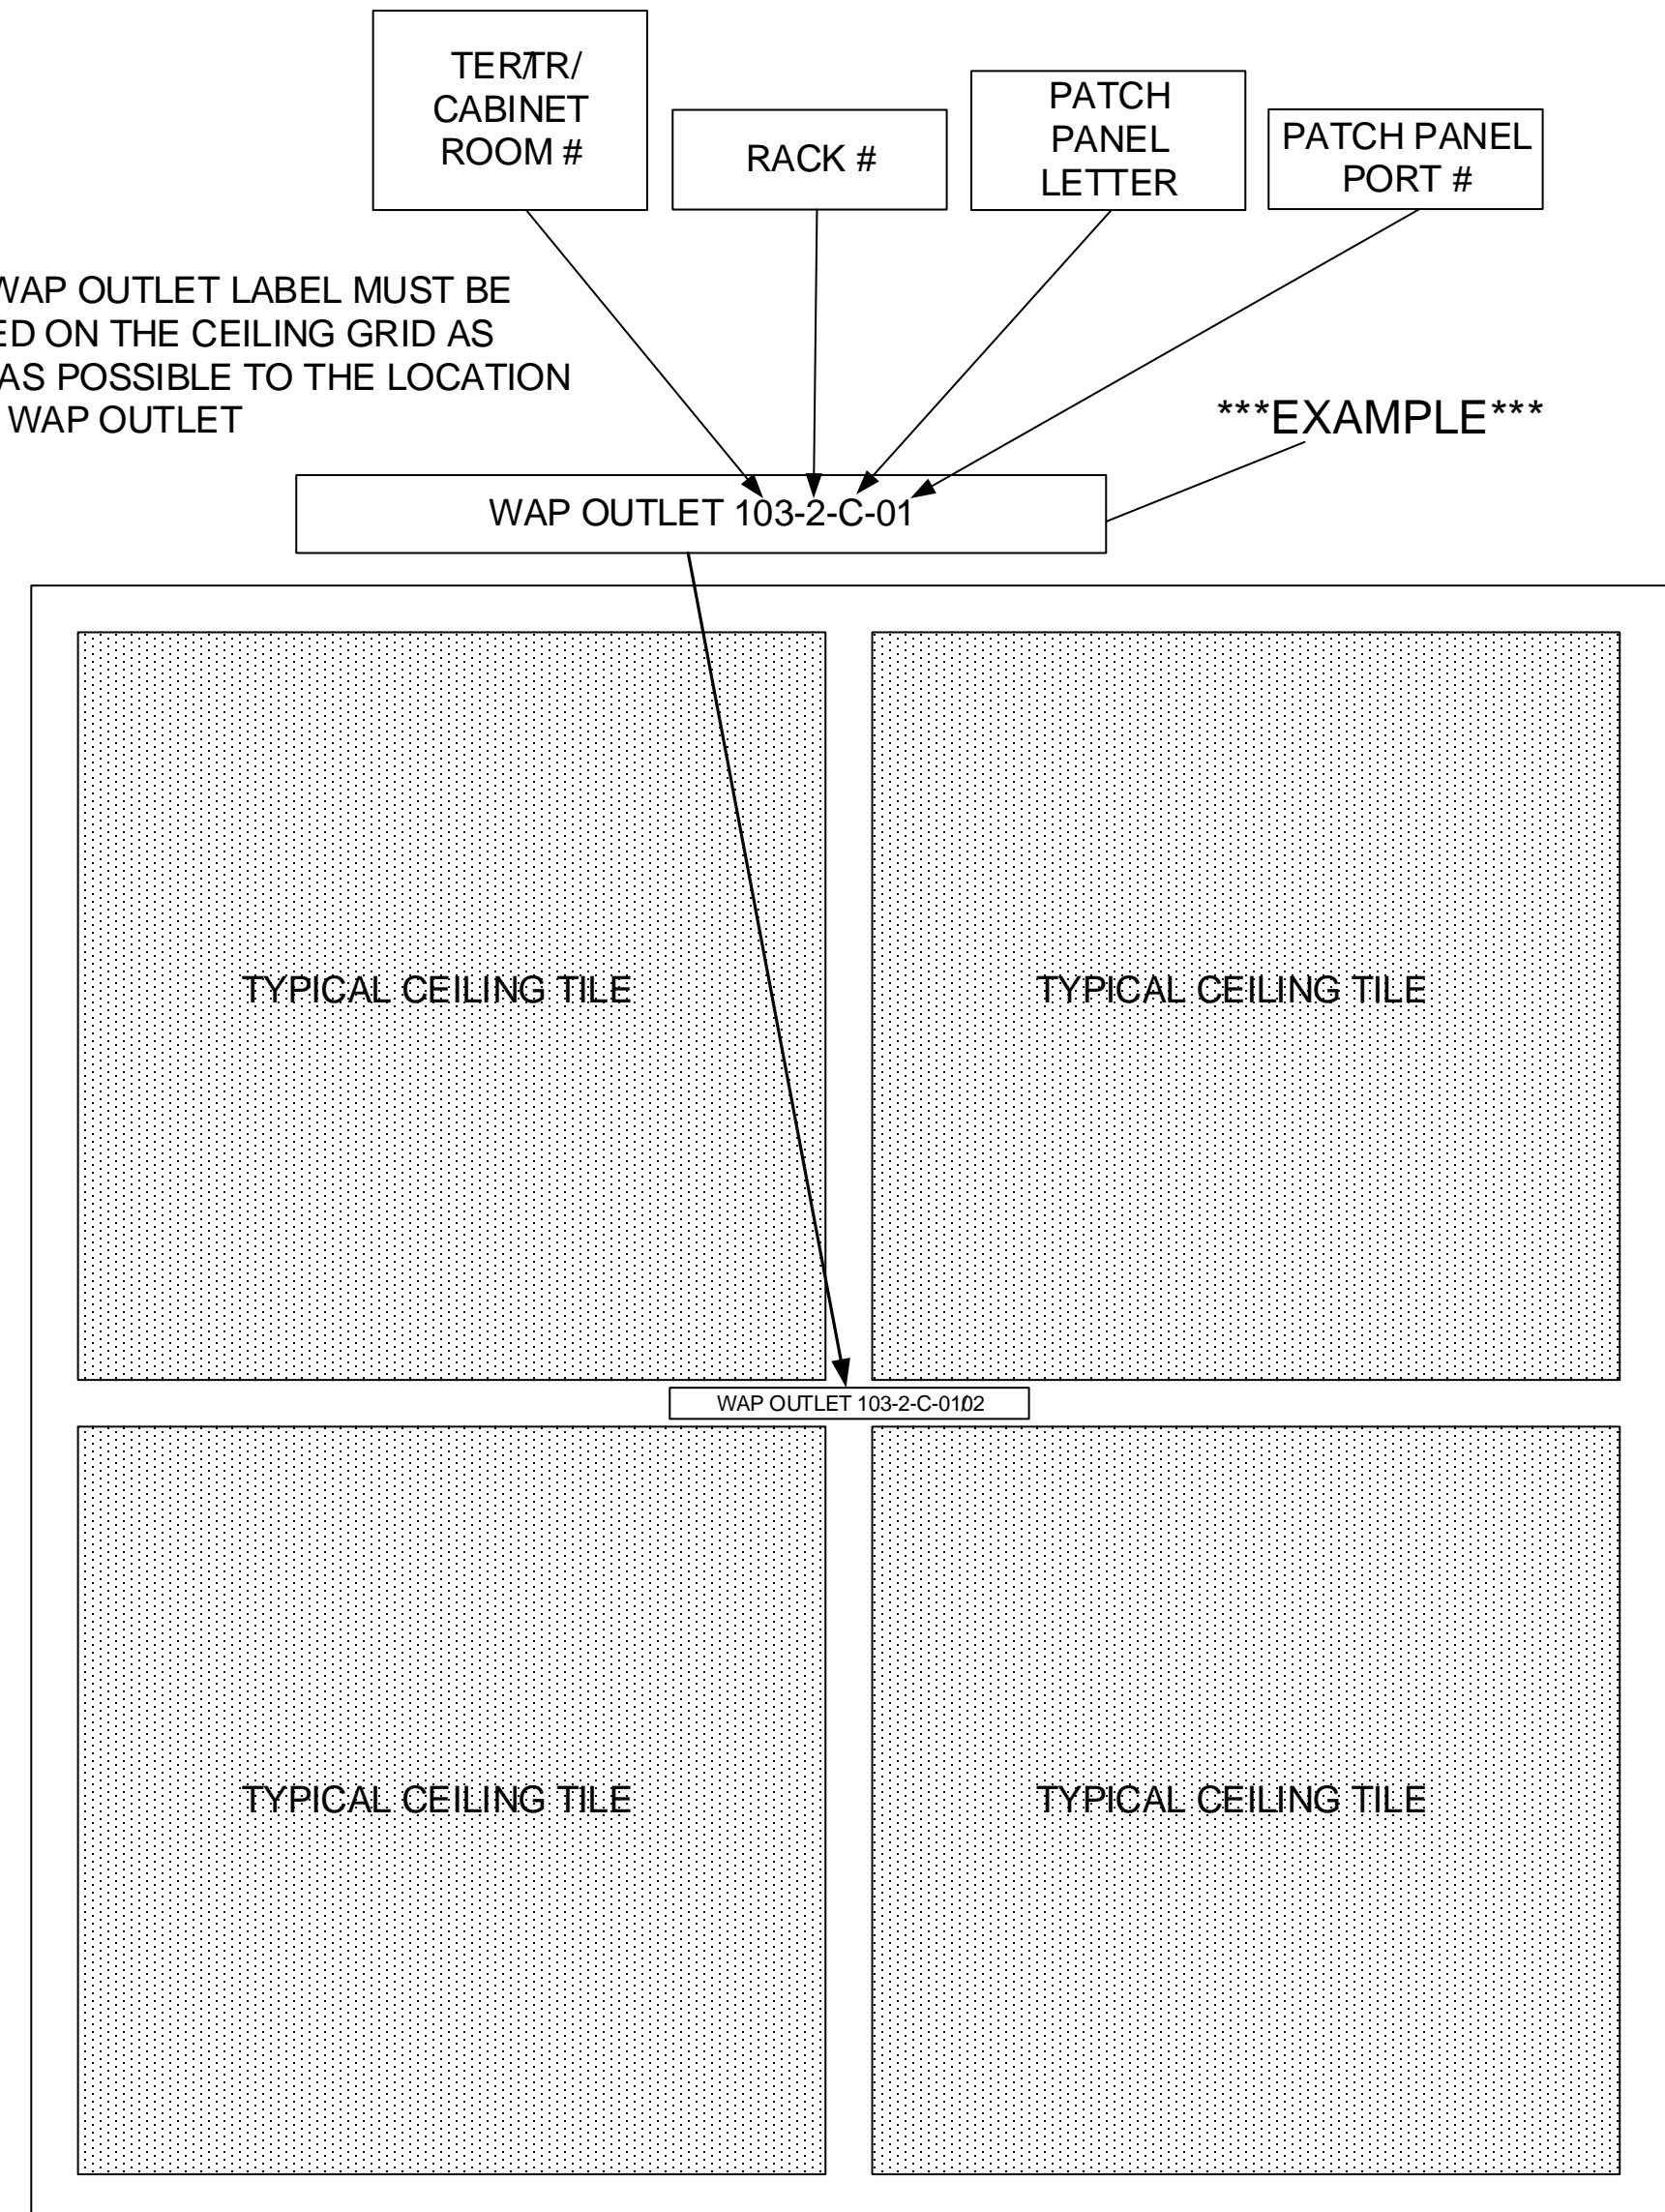 TER/TR/
CABINET
ROOM #
RACK #
PATCH
PANEL
LETTER
PATCH PANEL
PORT #
WAP OUTLET LABEL MUST BE
ED ON THE CEILING GRID AS
AS POSSIBLE TO THE LOCATION
WAP OUTLET
***EXAMPLE***
WAP OUTLET 103-2-C-01
TYPICAL CEILING TILE
TYPICAL CEILING TILE
WAP OUTLET 103-2-C-01/02
TYPICAL CEILING TILE
TYPICAL CEILING TILE